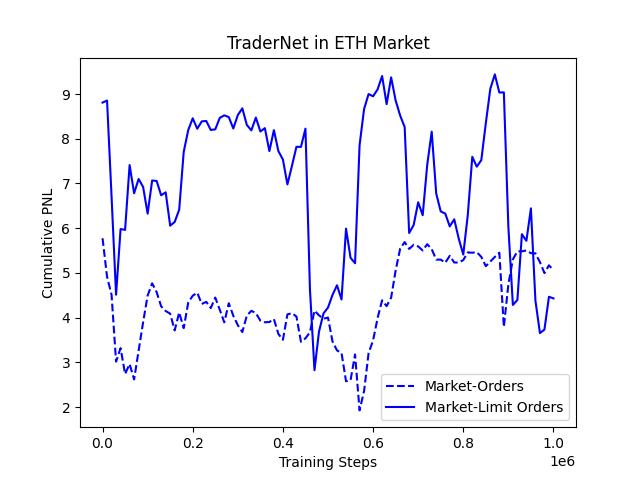 TraderNet in ETH Market
Cumulative PNL
9
8
7
6
5
4
3
2
Market-Orders
Market-Limit Orders
0.0 0.2 0.4 0.6 0.8 1.0
1e6
Training Steps